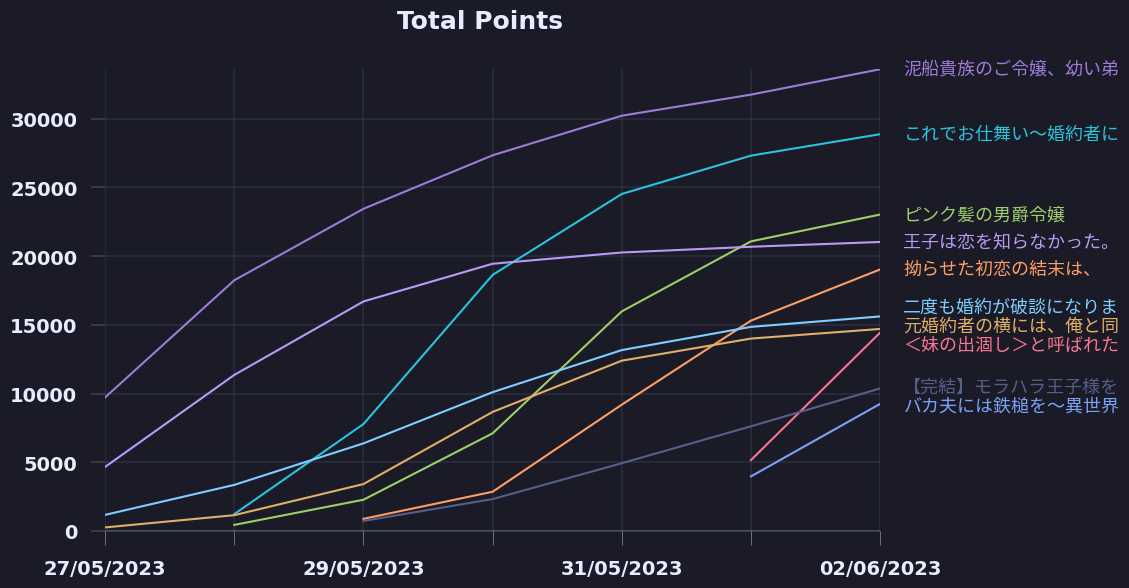 Total Points
泥船貴族のご令嬢、幼い弟
30000
これでお仕舞い～婚約者に
25000
ピンク髪の男爵令嬢
王子は恋を知らなかった。
20000
拗らせた初恋の結末は、
二度も婚約が破談になりま
15000
元婚約者の横には、俺と同
＜妹の出涸し＞と呼ばれた
10000
【完結】モラハラ王子様を
バカ夫には鉄槌を～異世界
5000
0
27/05/2023
29/05/2023
31/05/2023
02/06/2023